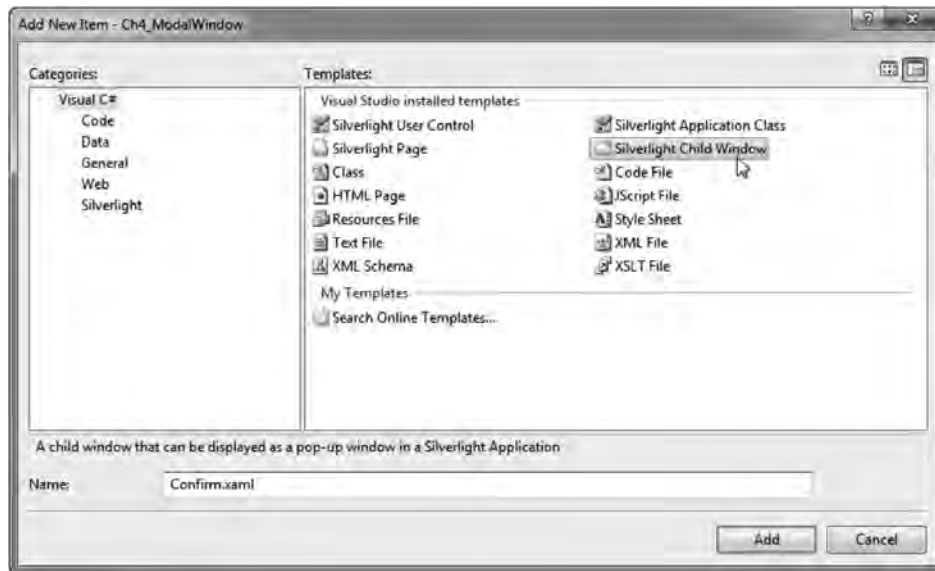 Add New Item - Ch4_ModalWindow
Categories:
Visual C#
Code
Data
General
Web
Silverlight
Templates:
Visual Studio installed templates
Silverlight User Control
Silverlight Application Class
Silverlight Page
Silverlight Child Window
Class
Code File
HTML Page
JScript File
Resources File
Style Sheet
Text File
XML File
XML Schema
XSLT File
My Templates
Search Online Templates...
A child window that can be displayed as a pop-up window in a Silverlight Application
Name:
Confirm.xaml
Add
Cancel